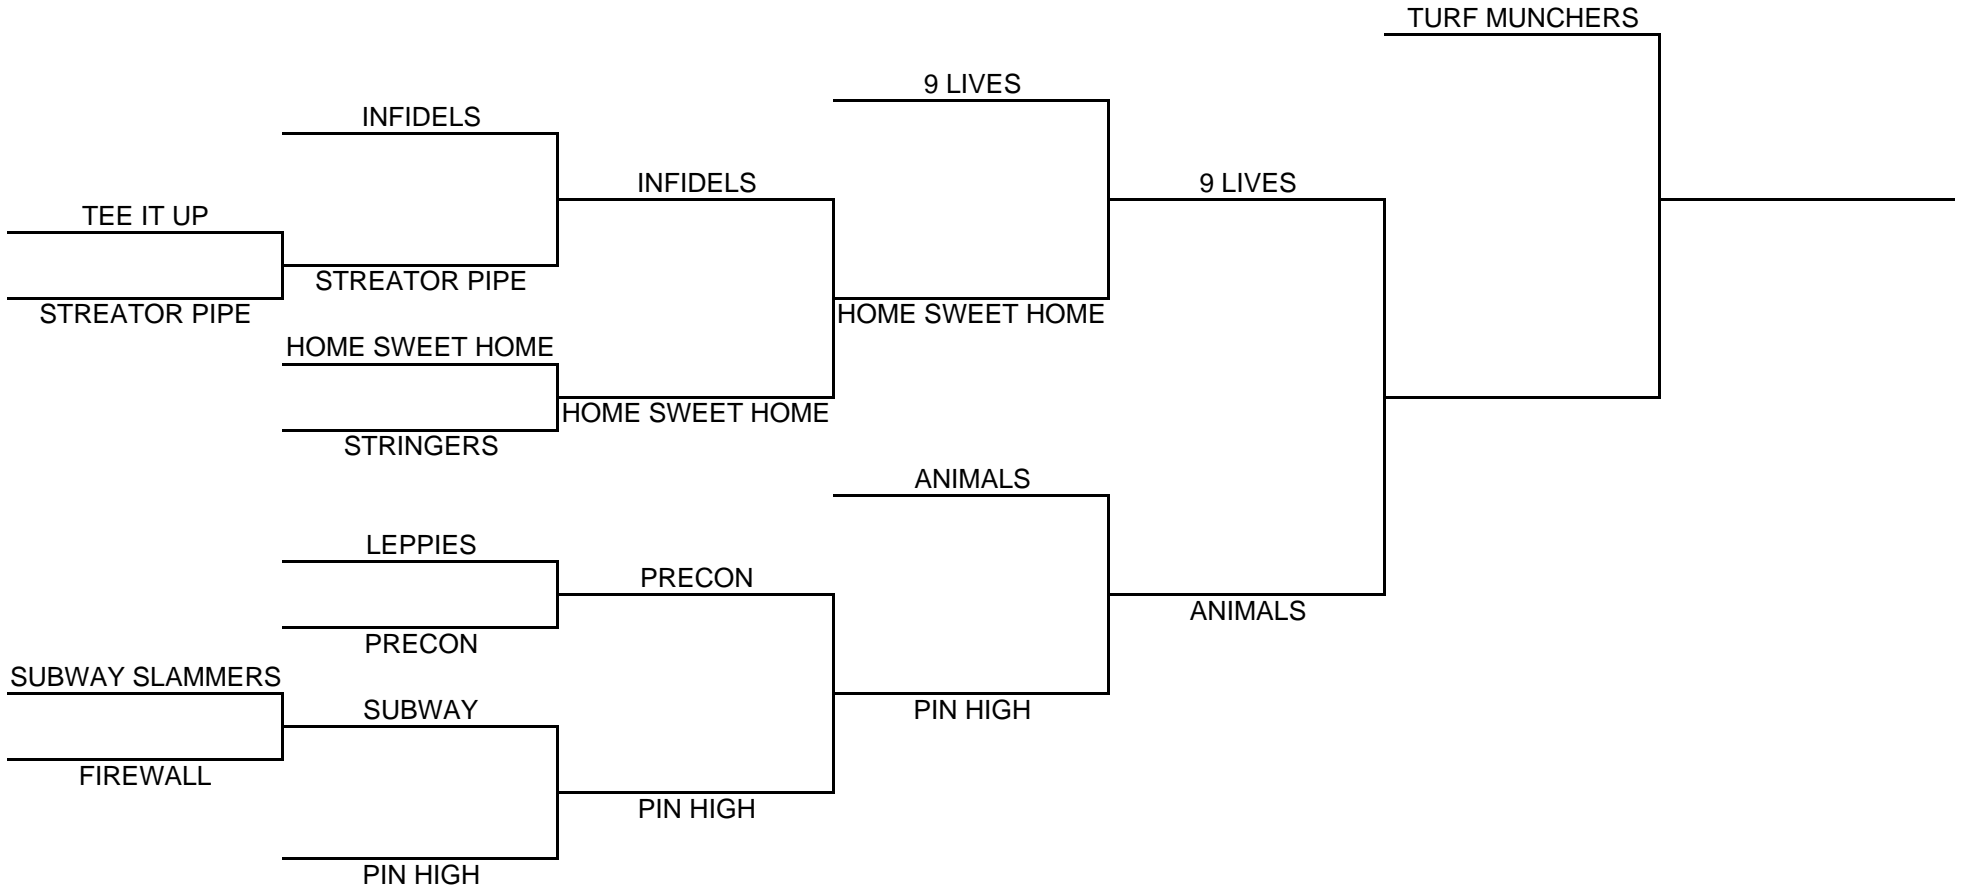 TURF MUNCHERS
9 LIVES
INFIDELS
INFIDELS
9 LIVES
TEE IT UP
STREATOR PIPE
STREATOR PIPE
HOME SWEET HOME
HOME SWEET HOME
HOME SWEET HOME
STRINGERS
ANIMALS
LEPPIES
PRECON
ANIMALS
PRECON
SUBWAY SLAMMERS
SUBWAY
PIN HIGH
FIREWALL
PIN HIGH
PIN HIGH